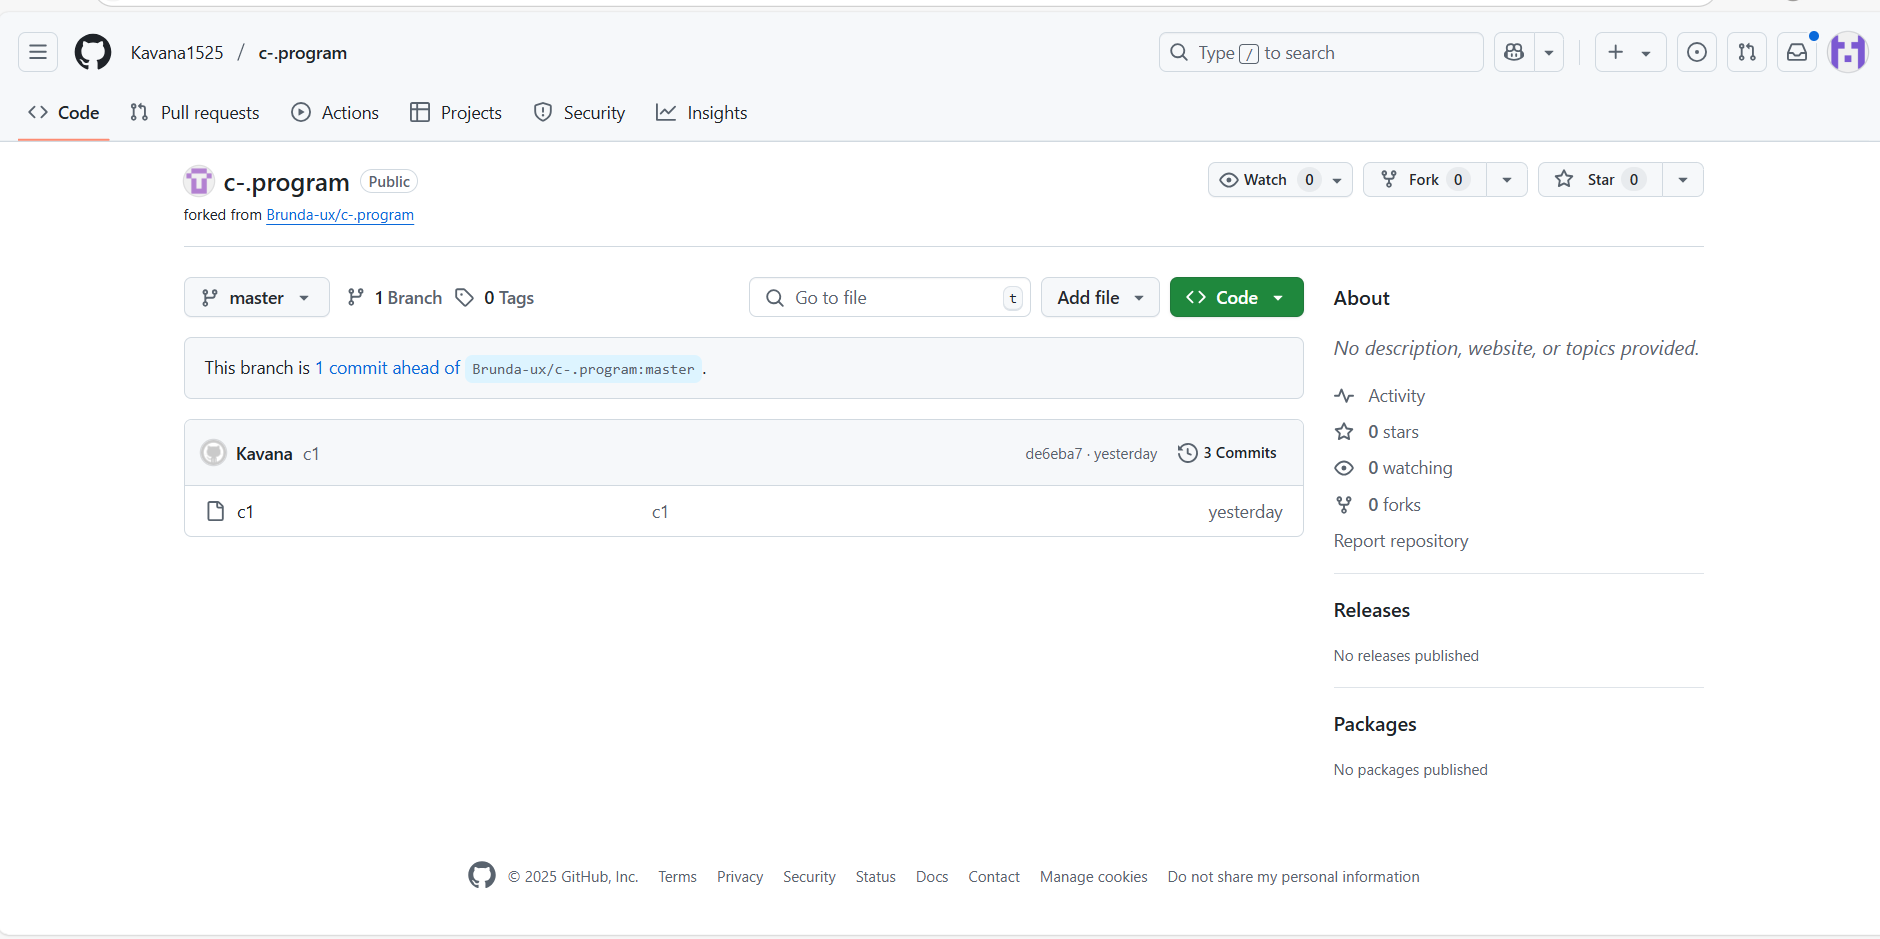 Kavana1525 / c-.program
Type / to search
Code Pull requests Actions Projects Security Insights
c-.program Public
Watch 0 Fork 0 Star 0
forked from Brunda-ux/c-.program
master 1 Branch 0 Tags Go to file t Add file Code
This branch is 1 commit ahead of Brunda-ux/c-.program:master .
Kavana c1 de6eba7 · yesterday 3 Commits
c1 c1 yesterday
About
No description, website, or topics provided.
Activity
0 stars
0 watching
0 forks
Report repository
Releases
No releases published
Packages
No packages published
© 2025 GitHub, Inc. Terms Privacy Security Status Docs Contact Manage cookies Do not share my personal information